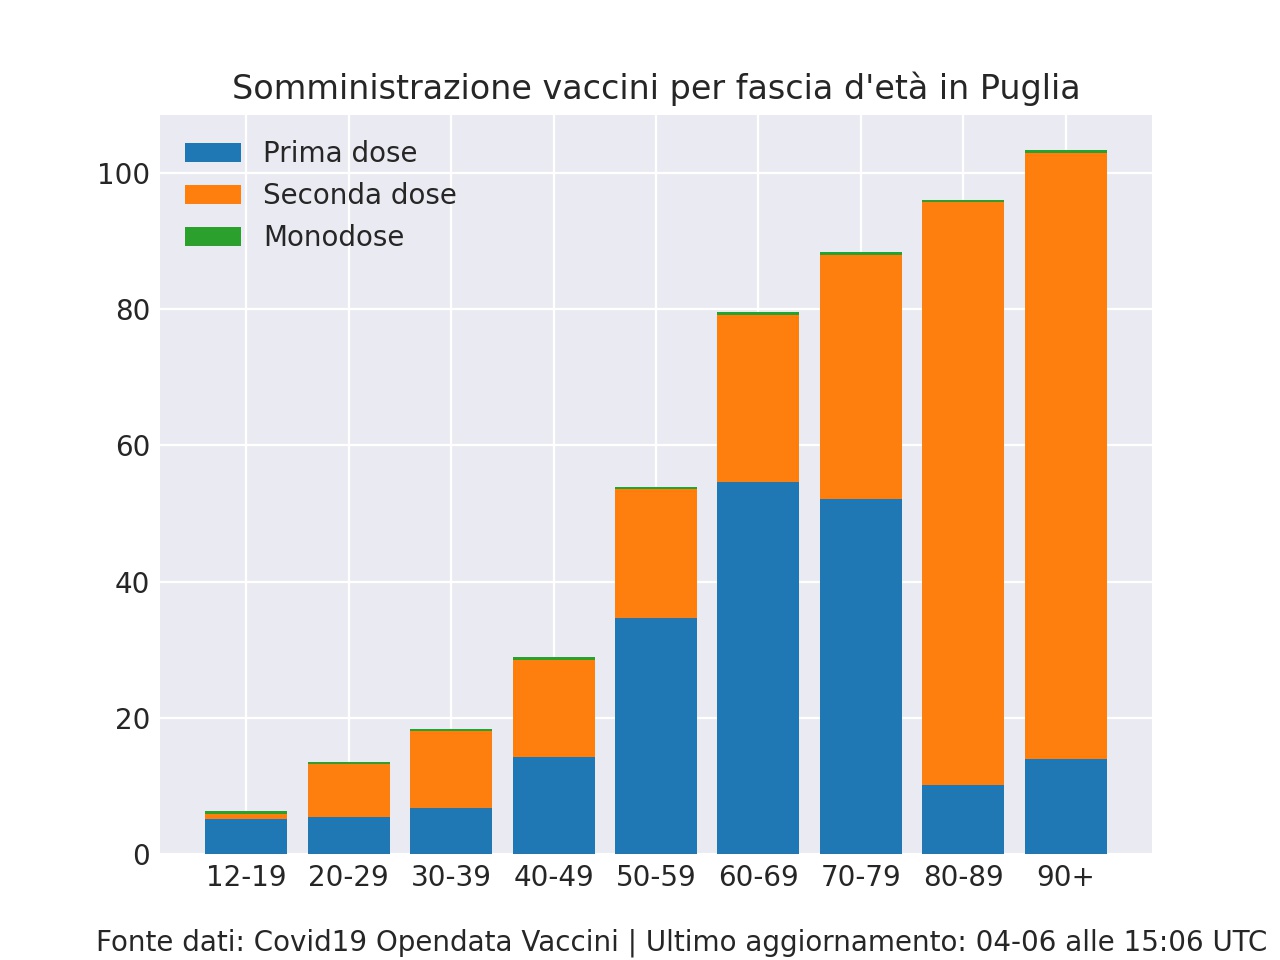 Somministrazione vaccini per fascia d'età in Puglia
Prima dose
Seconda dose
Monodose
100
80
60
40
20
0
12-19 20-29 30-39 40-49 50-59 60-69 70-79 80-89 90+
Fonte dati: Covid19 Opendata Vaccini | Ultimo aggiornamento: 04-06 alle 15:06 UTC